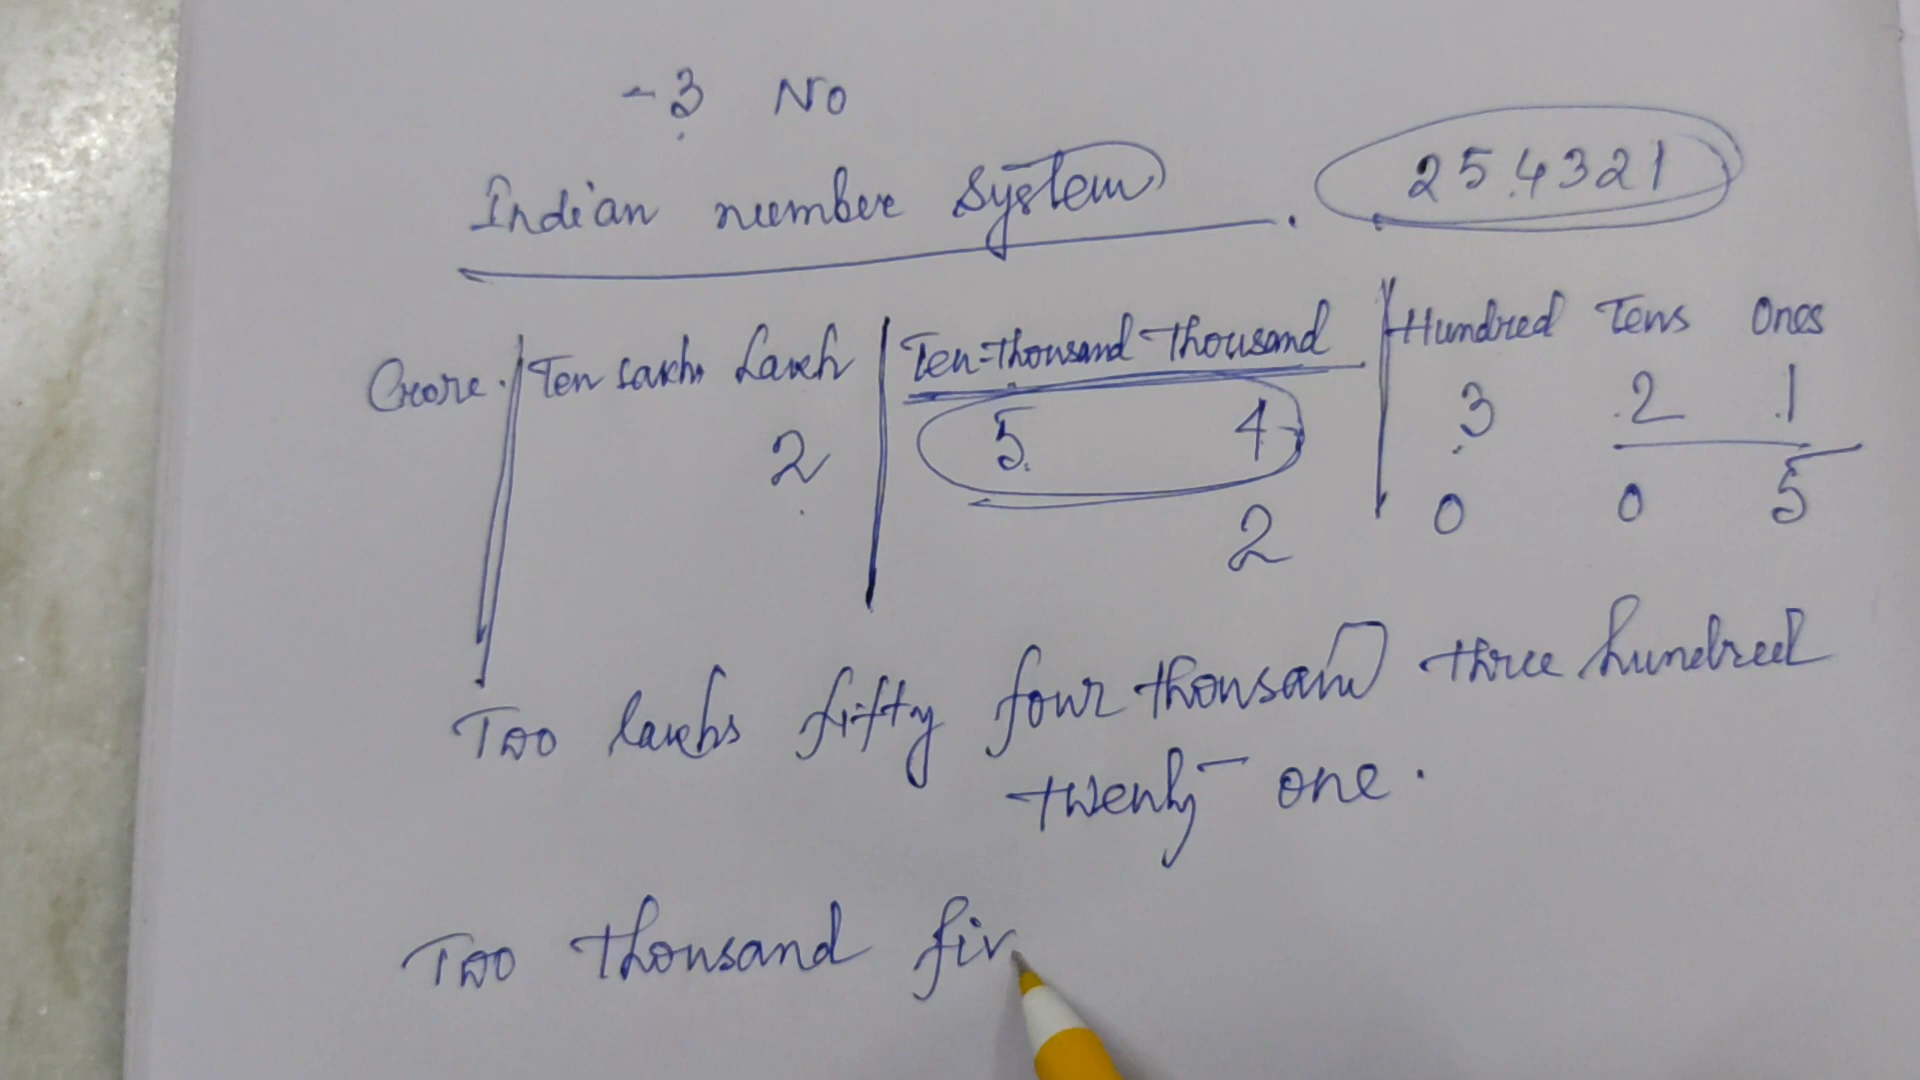 -3 No
Indian number system. 254321
Crore. Ten Lakhs Lakh Ten-thousand Thousand Hundred Tens Ones
2 5 4 3 2 1
2 0 0 5
Two lakhs fifty four thousand three hundred
twenty one.
Two thousand fiv